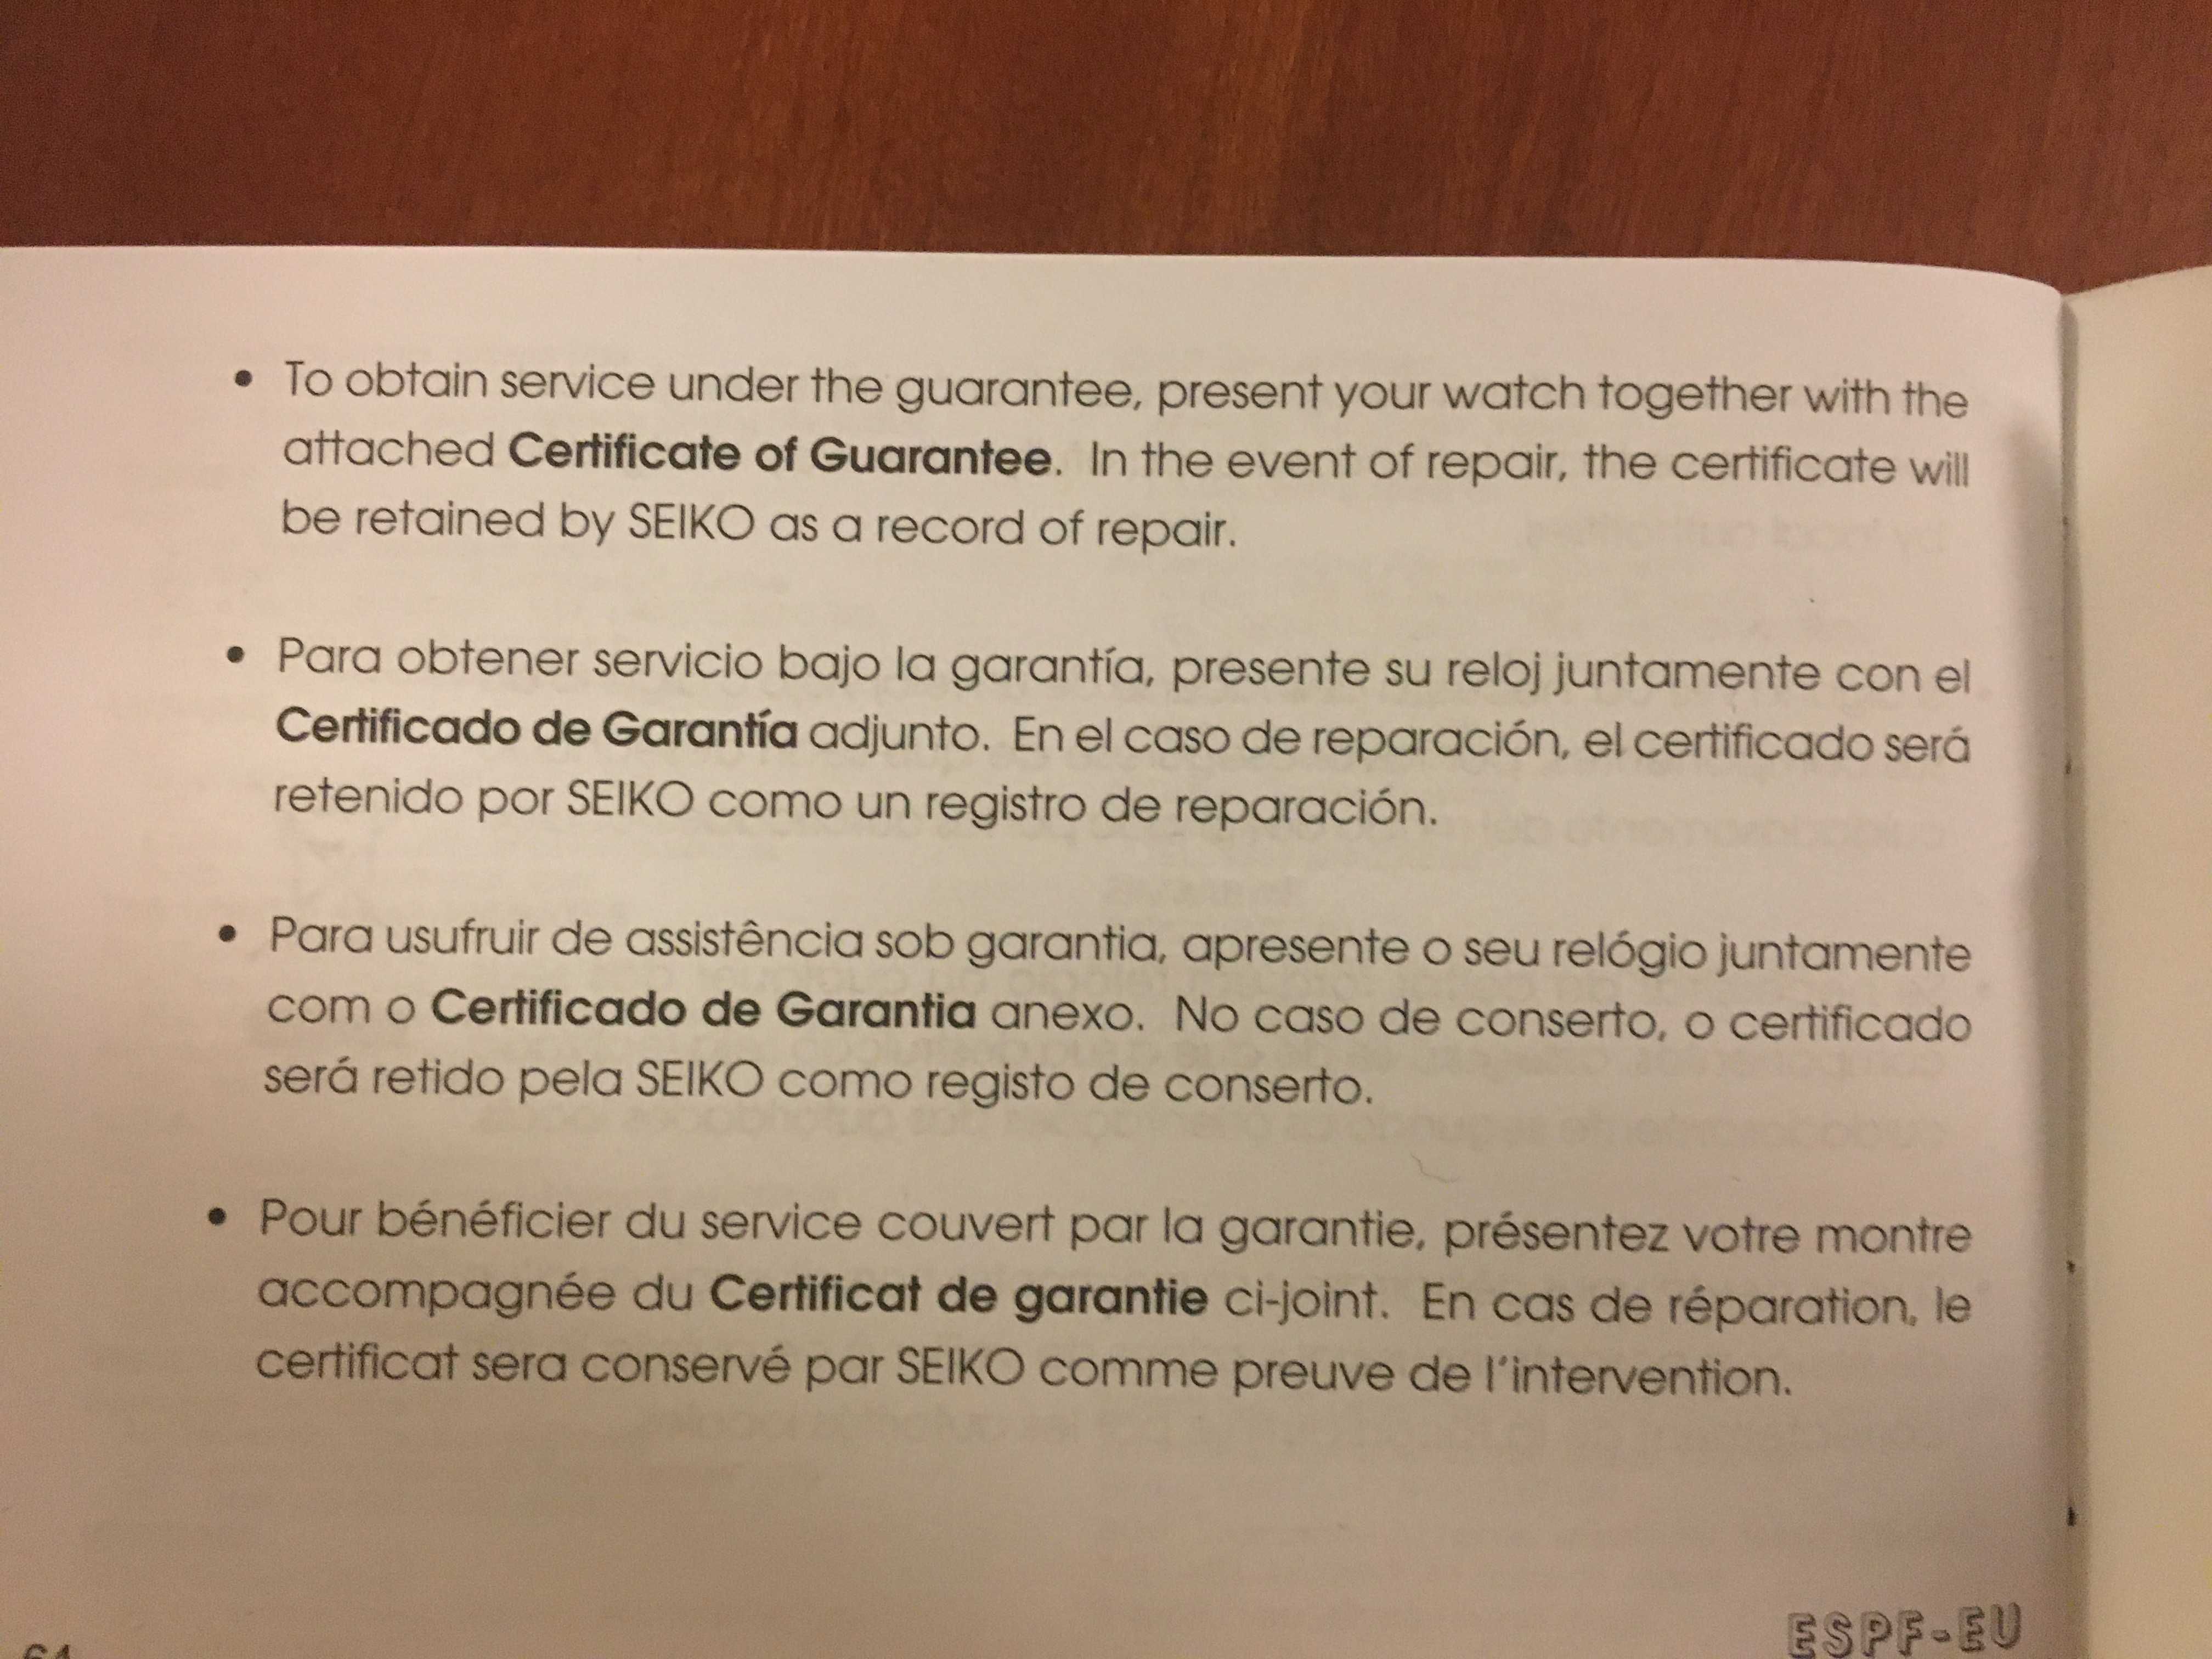 • To obtain service under the guarantee, present your watch together with the
attached Certificate of Guarantee. In the event of repair, the certificate will
be retained by SEIKO as a record of repair.
• Para obtener servicio bajo la garantía, presente su reloj juntamente con el
Certificado de Garantía adjunto. En el caso de reparación, el certificado será
retenido por SEIKO como un registro de reparación.
• Para usufruir de assistência sob garantia, apresente o seu relógio juntamente
com o Certificado de Garantia anexo. No caso de conserto, o certificado
será retido pela SEIKO como registo de conserto.
• Pour bénéficier du service couvert par la garantie, présentez votre montre
accompagnée du Certificat de garantie ci-joint. En cas de réparation, le
certificat sera conservé par SEIKO comme preuve de l'intervention.
ESPF-EU